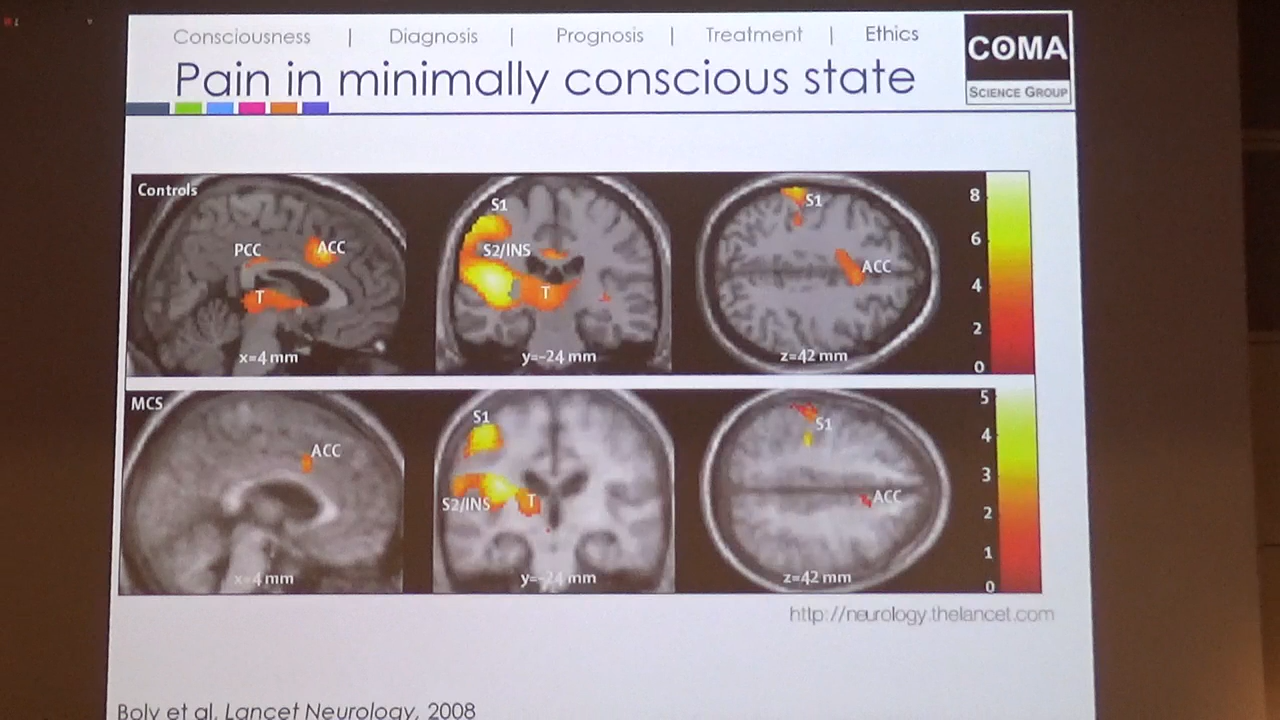 Consciousness | Diagnosis | Prognosis | Treatment | Ethics
Pain in minimally conscious state
COMA
SCIENCE GROUP
Controls
PCC
ACC
T
x=4 mm
S1
S2/INS
T
y=-24 mm
S1
ACC
z=42 mm
8
6
4
2
0
MCS
ACC
x=4 mm
S1
S2/INS
T
y=-24 mm
S1
ACC
z=42 mm
5
4
3
2
1
0
http://neurology.thelancet.com
Boly et al, Lancet Neurology, 2008